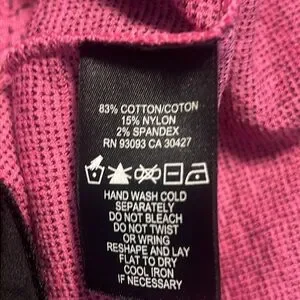 83% COTTON/COTON
15% NYLON
2% SPANDEX
RN 93093 CA 30427
HAND WASH COLD
SEPARATELY
DO NOT BLEACH
DO NOT TWIST
OR WRING
RESHAPE AND LAY
FLAT TO DRY
COOL IRON
IF NECESSARY